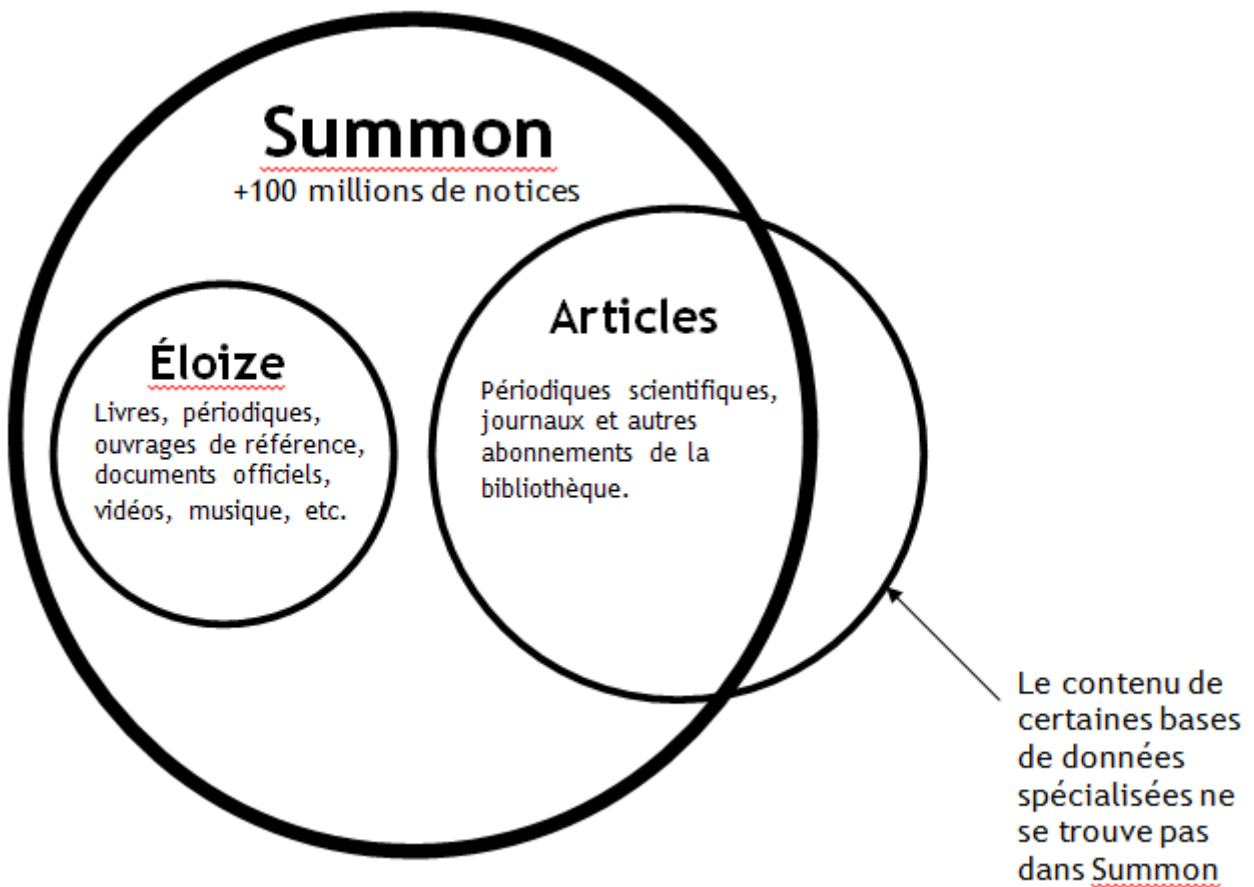 Summon
+100 millions de notices
Éloize
Livres, périodiques,
ouvrages de référence,
documents officiels,
vidéos, musique, etc.
Articles
Périodiques scientifiques,
journaux et autres
abonnements de la
bibliothèque.
Le contenu de
certaines bases
de données
spécialisées ne
se trouve pas
dans Summon